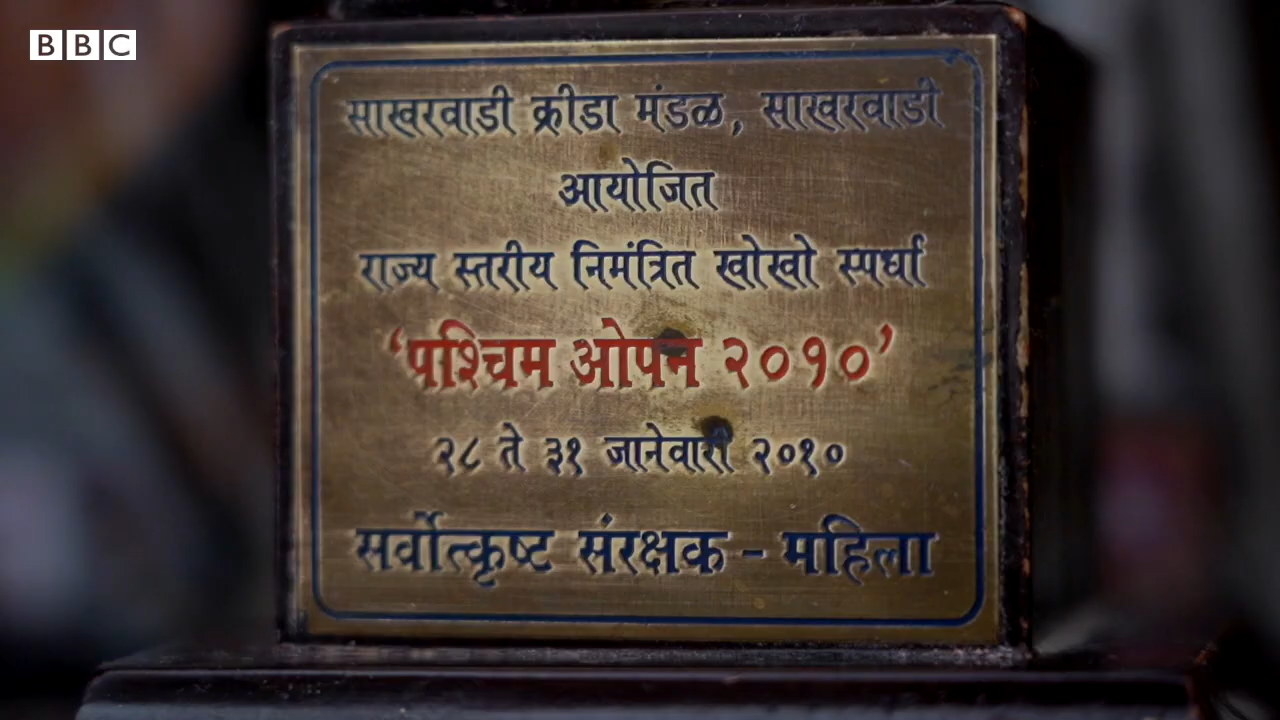 BBC
साखरवाडी क्रीडा मंडळ, साखरवाडी
आयोजित
राज्य स्तरीय निमंत्रित खोखो स्पर्धा
'पश्चिम ओपन २०१०'
२८ ते ३१ जानेवारी २०१०
सर्वोत्कृष्ट संरक्षक - महिला